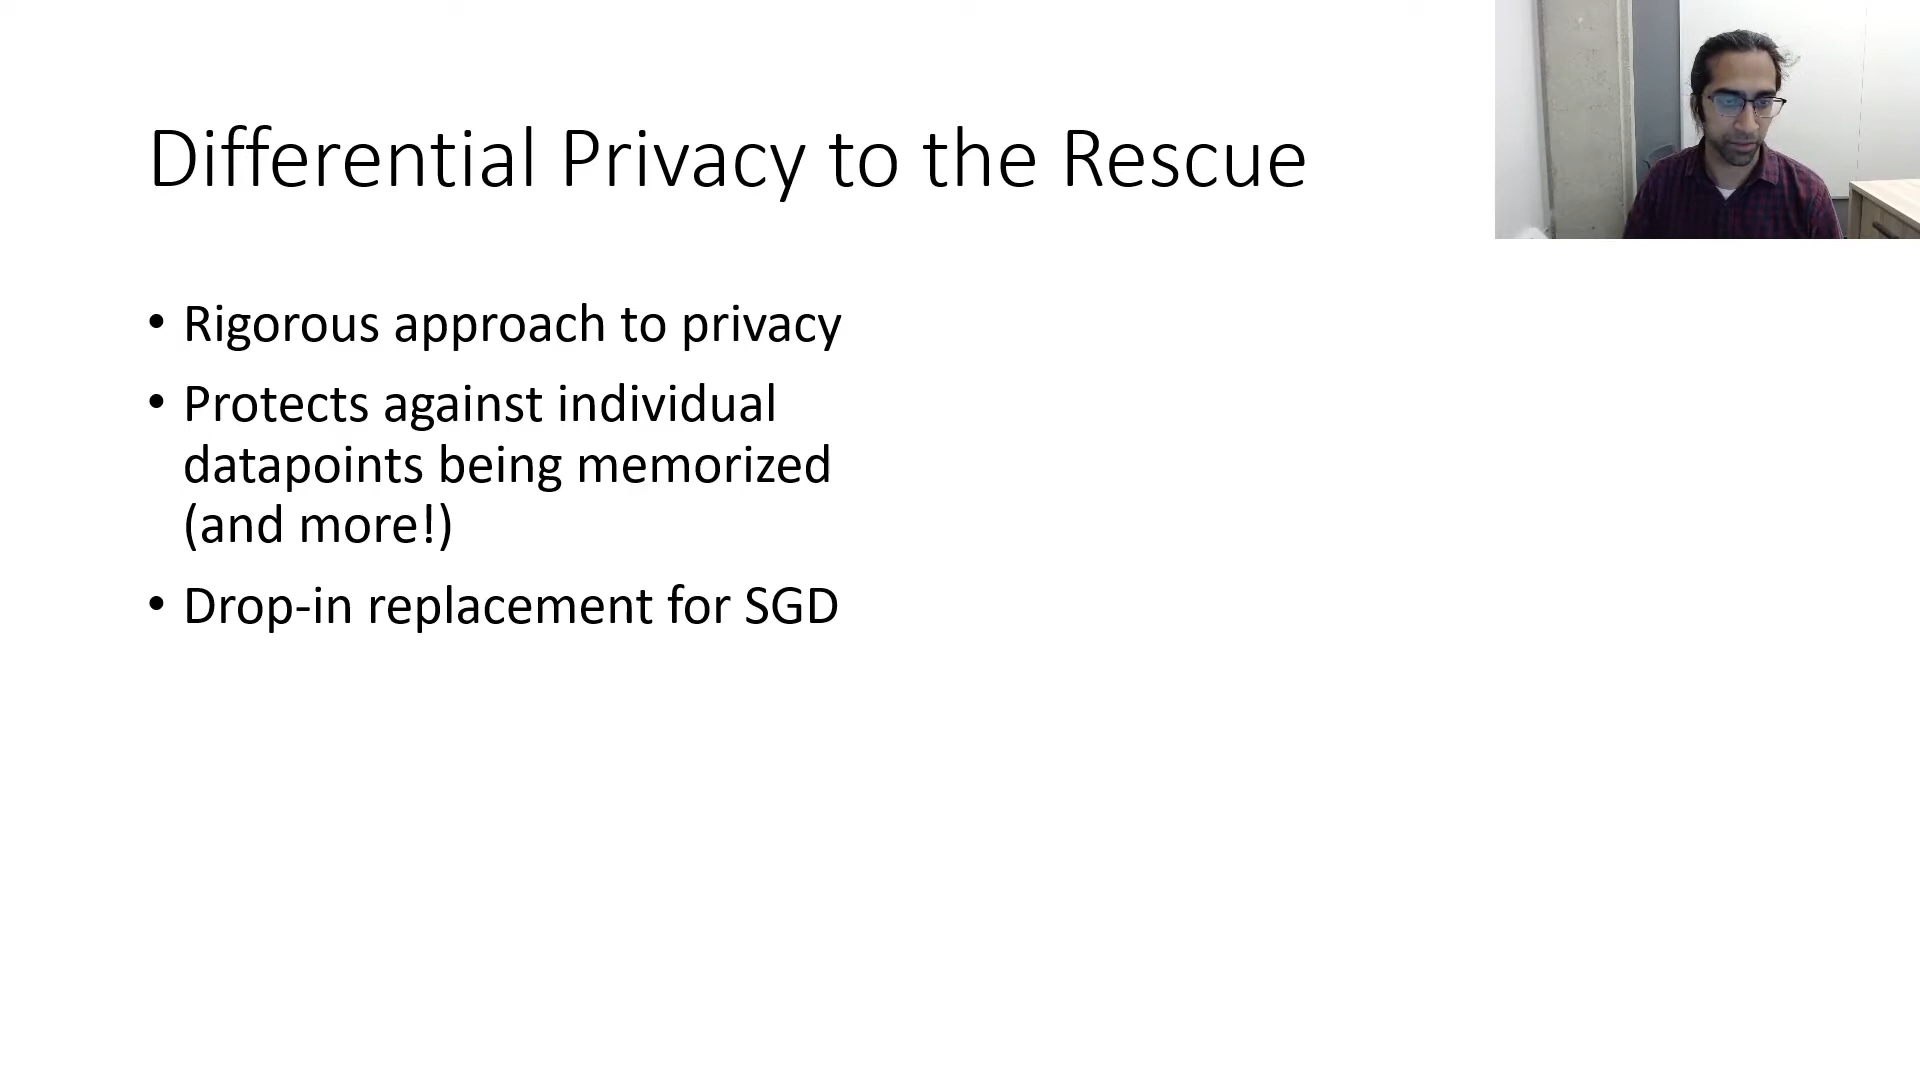 Differential Privacy to the Rescue
• Rigorous approach to privacy
• Protects against individual
datapoints being memorized
(and more!)
• Drop-in replacement for SGD